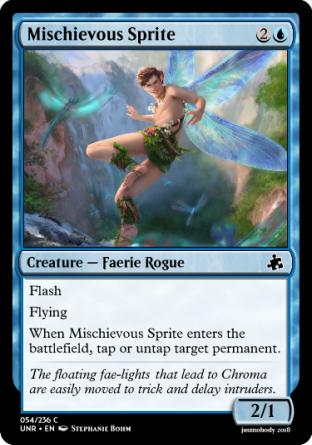 Mischievous Sprite 2
Creature — Faerie Rogue
Flash
Flying
When Mischievous Sprite enters the
battlefield, tap or untap target permanent.
The floating fae-lights that lead to Chroma
are easily moved to trick and delay intruders.
2/1
054/236 C
UNR • EN Stephanie Bohm
justnobody 2018